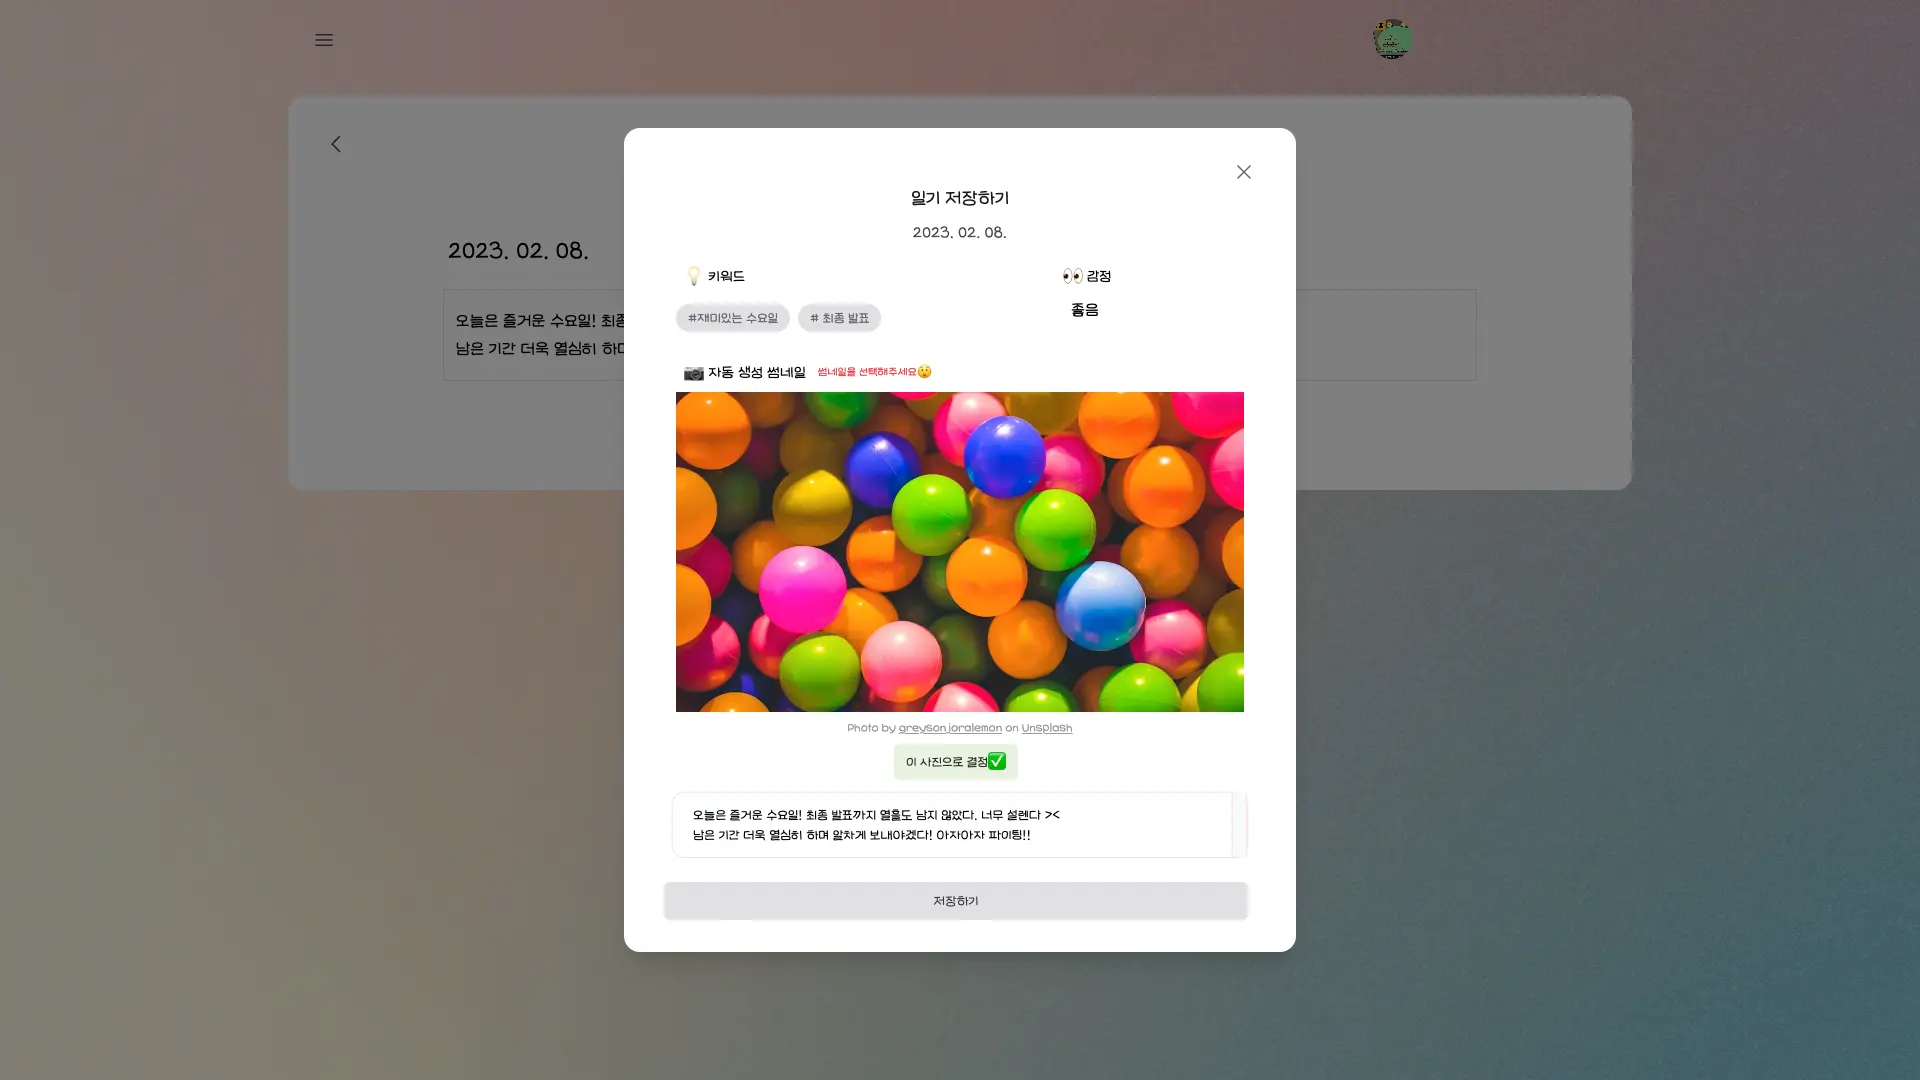 일기 저장하기
2023. 02. 08.
💡 키워드
👀 감정
#재미있는 수요일
# 최종 발표
좋음
📷 자동 생성 썸네일 썸네일을 선택해주세요😯
Photo by greyson joralemon on Unsplash
이 사진으로 결정✅
오늘은 즐거운 수요일! 최종 발표까지 열흘도 남지 않았다. 너무 설렌다 ><
남은 기간 더욱 열심히 하며 알차게 보내야겠다! 아자아자 파이팅!!
저장하기
2023. 02. 08.
오늘은 즐거운 수요일! 최종
남은 기간 더욱 열심히 하며